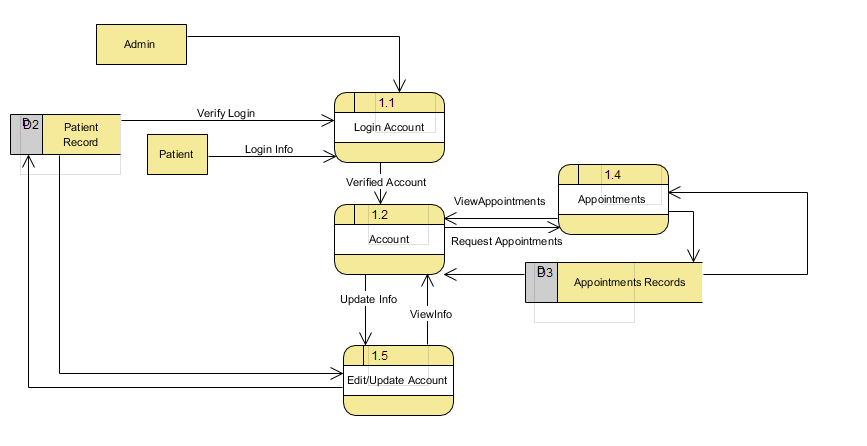 Admin
1.1
Login Account
Verify Login
D2
Patient
Record
Patient
Login Info
Verified Account
1.4
Appointments
ViewAppointments
1.2
Account
Request Appointments
D3
Appointments Records
Update Info
ViewInfo
1.5
Edit/Update Account